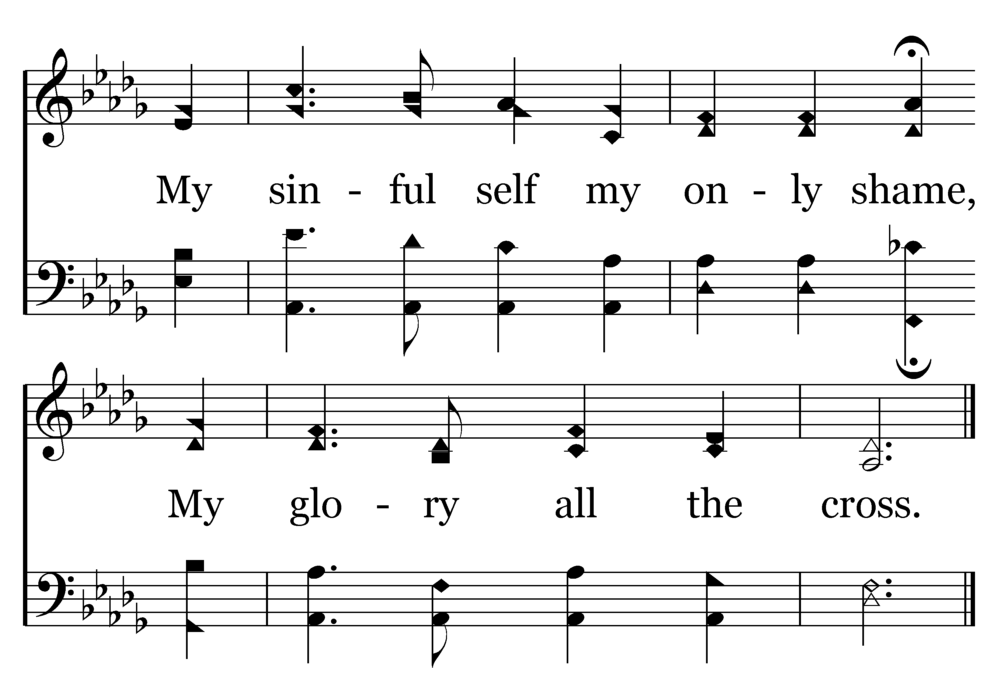 My sin - ful self my on - ly shame,
My glo - ry all the cross.